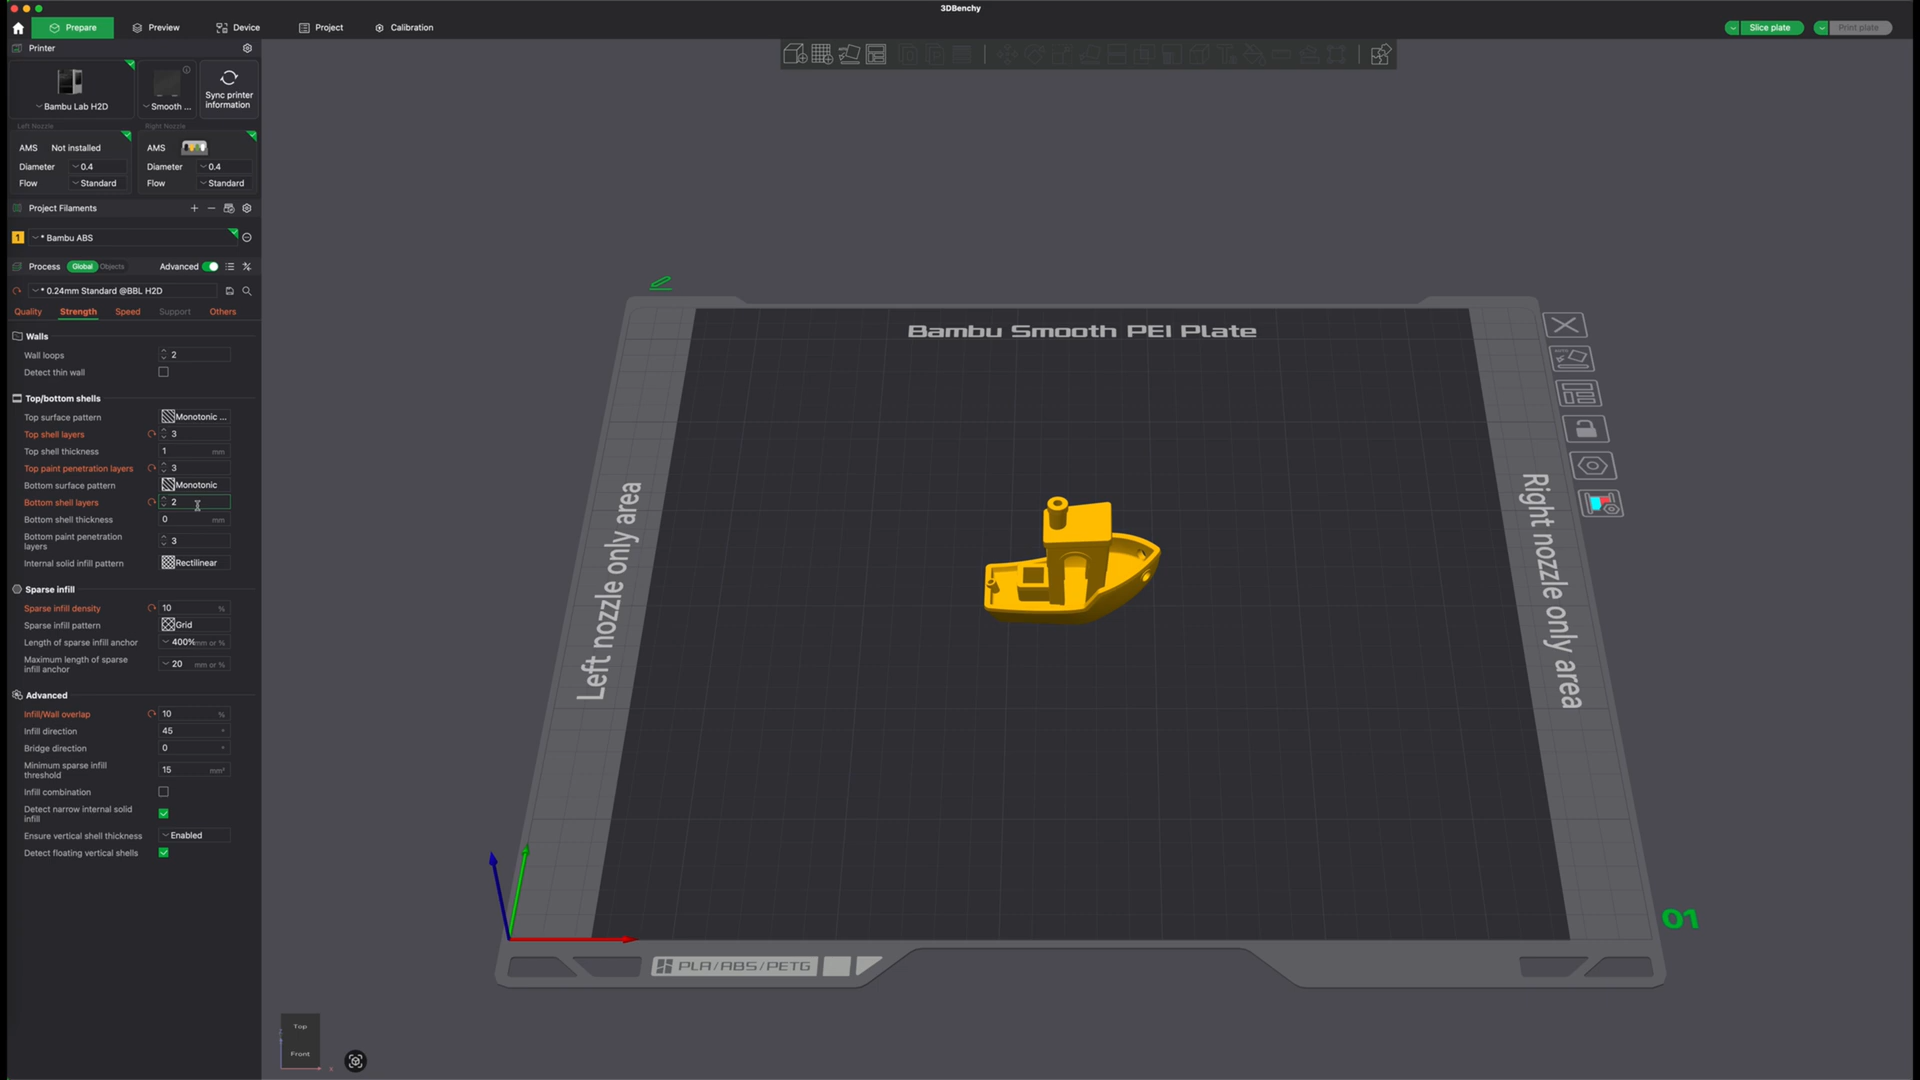 3DBenchy
Prepare
Preview
Device
Project
Calibration
Slice plate
Print plate
Printer
Bambu Lab H2D
Smooth ...
Sync printer
information
Left Nozzle
Right Nozzle
AMS Not installed
AMS
Diameter 0.4
Diameter 0.4
Flow Standard
Flow Standard
Project Filaments
1 * Bambu ABS
Process Global Objects Advanced
* 0.24mm Standard @BBL H2D
Quality Strength Speed Support Others
Walls
Wall loops 2
Detect thin wall
Top/bottom shells
Top surface pattern Monotonic ...
Top shell layers 3
Top shell thickness 1 mm
Top paint penetration layers 3
Bottom surface pattern Monotonic
Bottom shell layers 2
Bottom shell thickness 0 mm
Bottom paint penetration
layers 3
Internal solid infill pattern Rectilinear
Sparse infill
Sparse infill density 10 %
Sparse infill pattern Grid
Length of sparse infill anchor 400% mm or %
Maximum length of sparse
infill anchor 20 mm or %
Advanced
Infill/Wall overlap 10 %
Infill direction 45 °
Bridge direction 0 °
Minimum sparse infill
threshold 15 mm²
Infill combination
Detect narrow internal solid
infill
Ensure vertical shell thickness Enabled
Detect floating vertical shells
Bambu Smooth PEI Plate
Left nozzle only area
Right nozzle only area
01
PLA/ABS/PETG
Top
Front
x